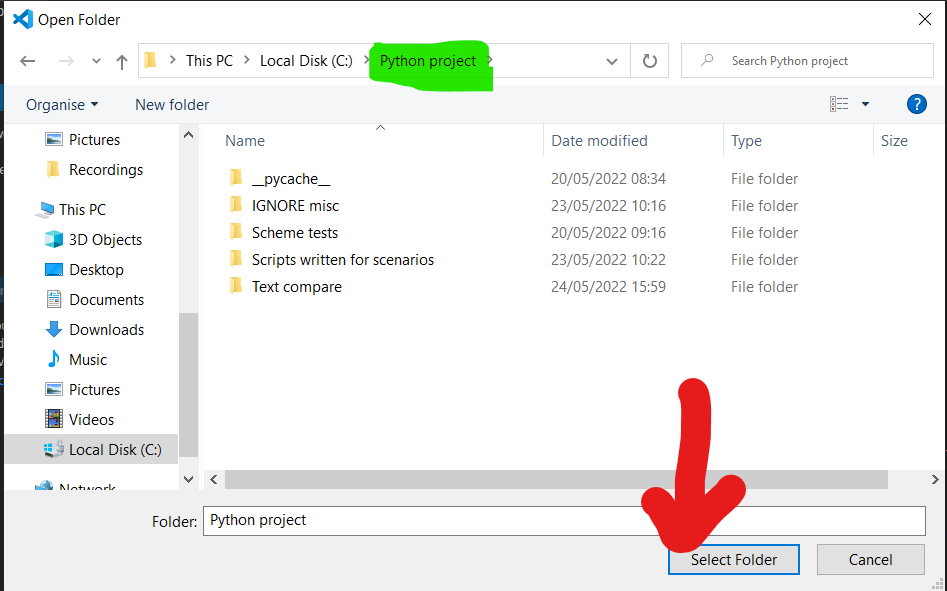 Open Folder
This PC > Local Disk (C:) > Python project >
Search Python project
Organise New folder
?
Pictures
Recordings
This PC
3D Objects
Desktop
Documents
Downloads
Music
Pictures
Videos
Local Disk (C:)
Network
Name Date modified Type Size
__pycache__ 20/05/2022 08:34 File folder
IGNORE misc 23/05/2022 10:16 File folder
Scheme tests 20/05/2022 09:16 File folder
Scripts written for scenarios 23/05/2022 10:22 File folder
Text compare 24/05/2022 15:59 File folder
Folder: Python project
Select Folder Cancel